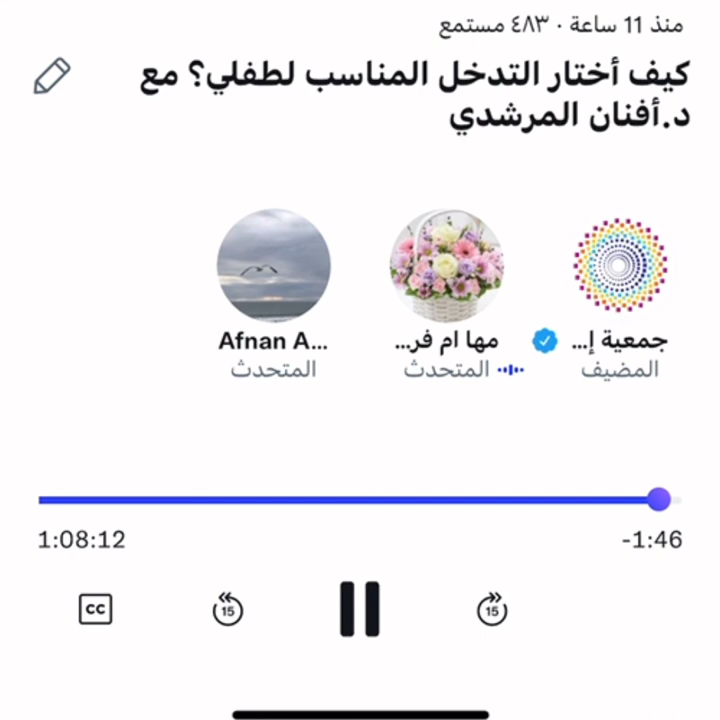 منذ 11 ساعة · ٤٨٣ مستمع
كيف أختار التدخل المناسب لطفلي؟ مع
د.أفنان المرشدي
جمعية إ...
المضيف
مها ام فر...
المتحدث
Afnan A...
المتحدث
1:08:12
-1:46
CC
15
15